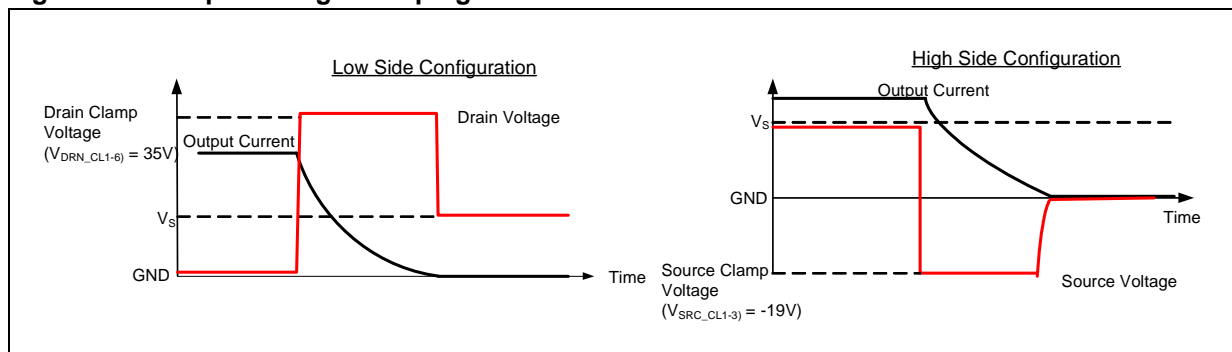 Low Side Configuration
Drain Clamp
Voltage
(VDRN_CL1-6) = 35V)
Output Current
Drain Voltage
VS
GND
Time
High Side Configuration
Output Current
VS
GND
Time
Source Clamp
Voltage
(VSRC_CL1-3) = -19V)
Source Voltage